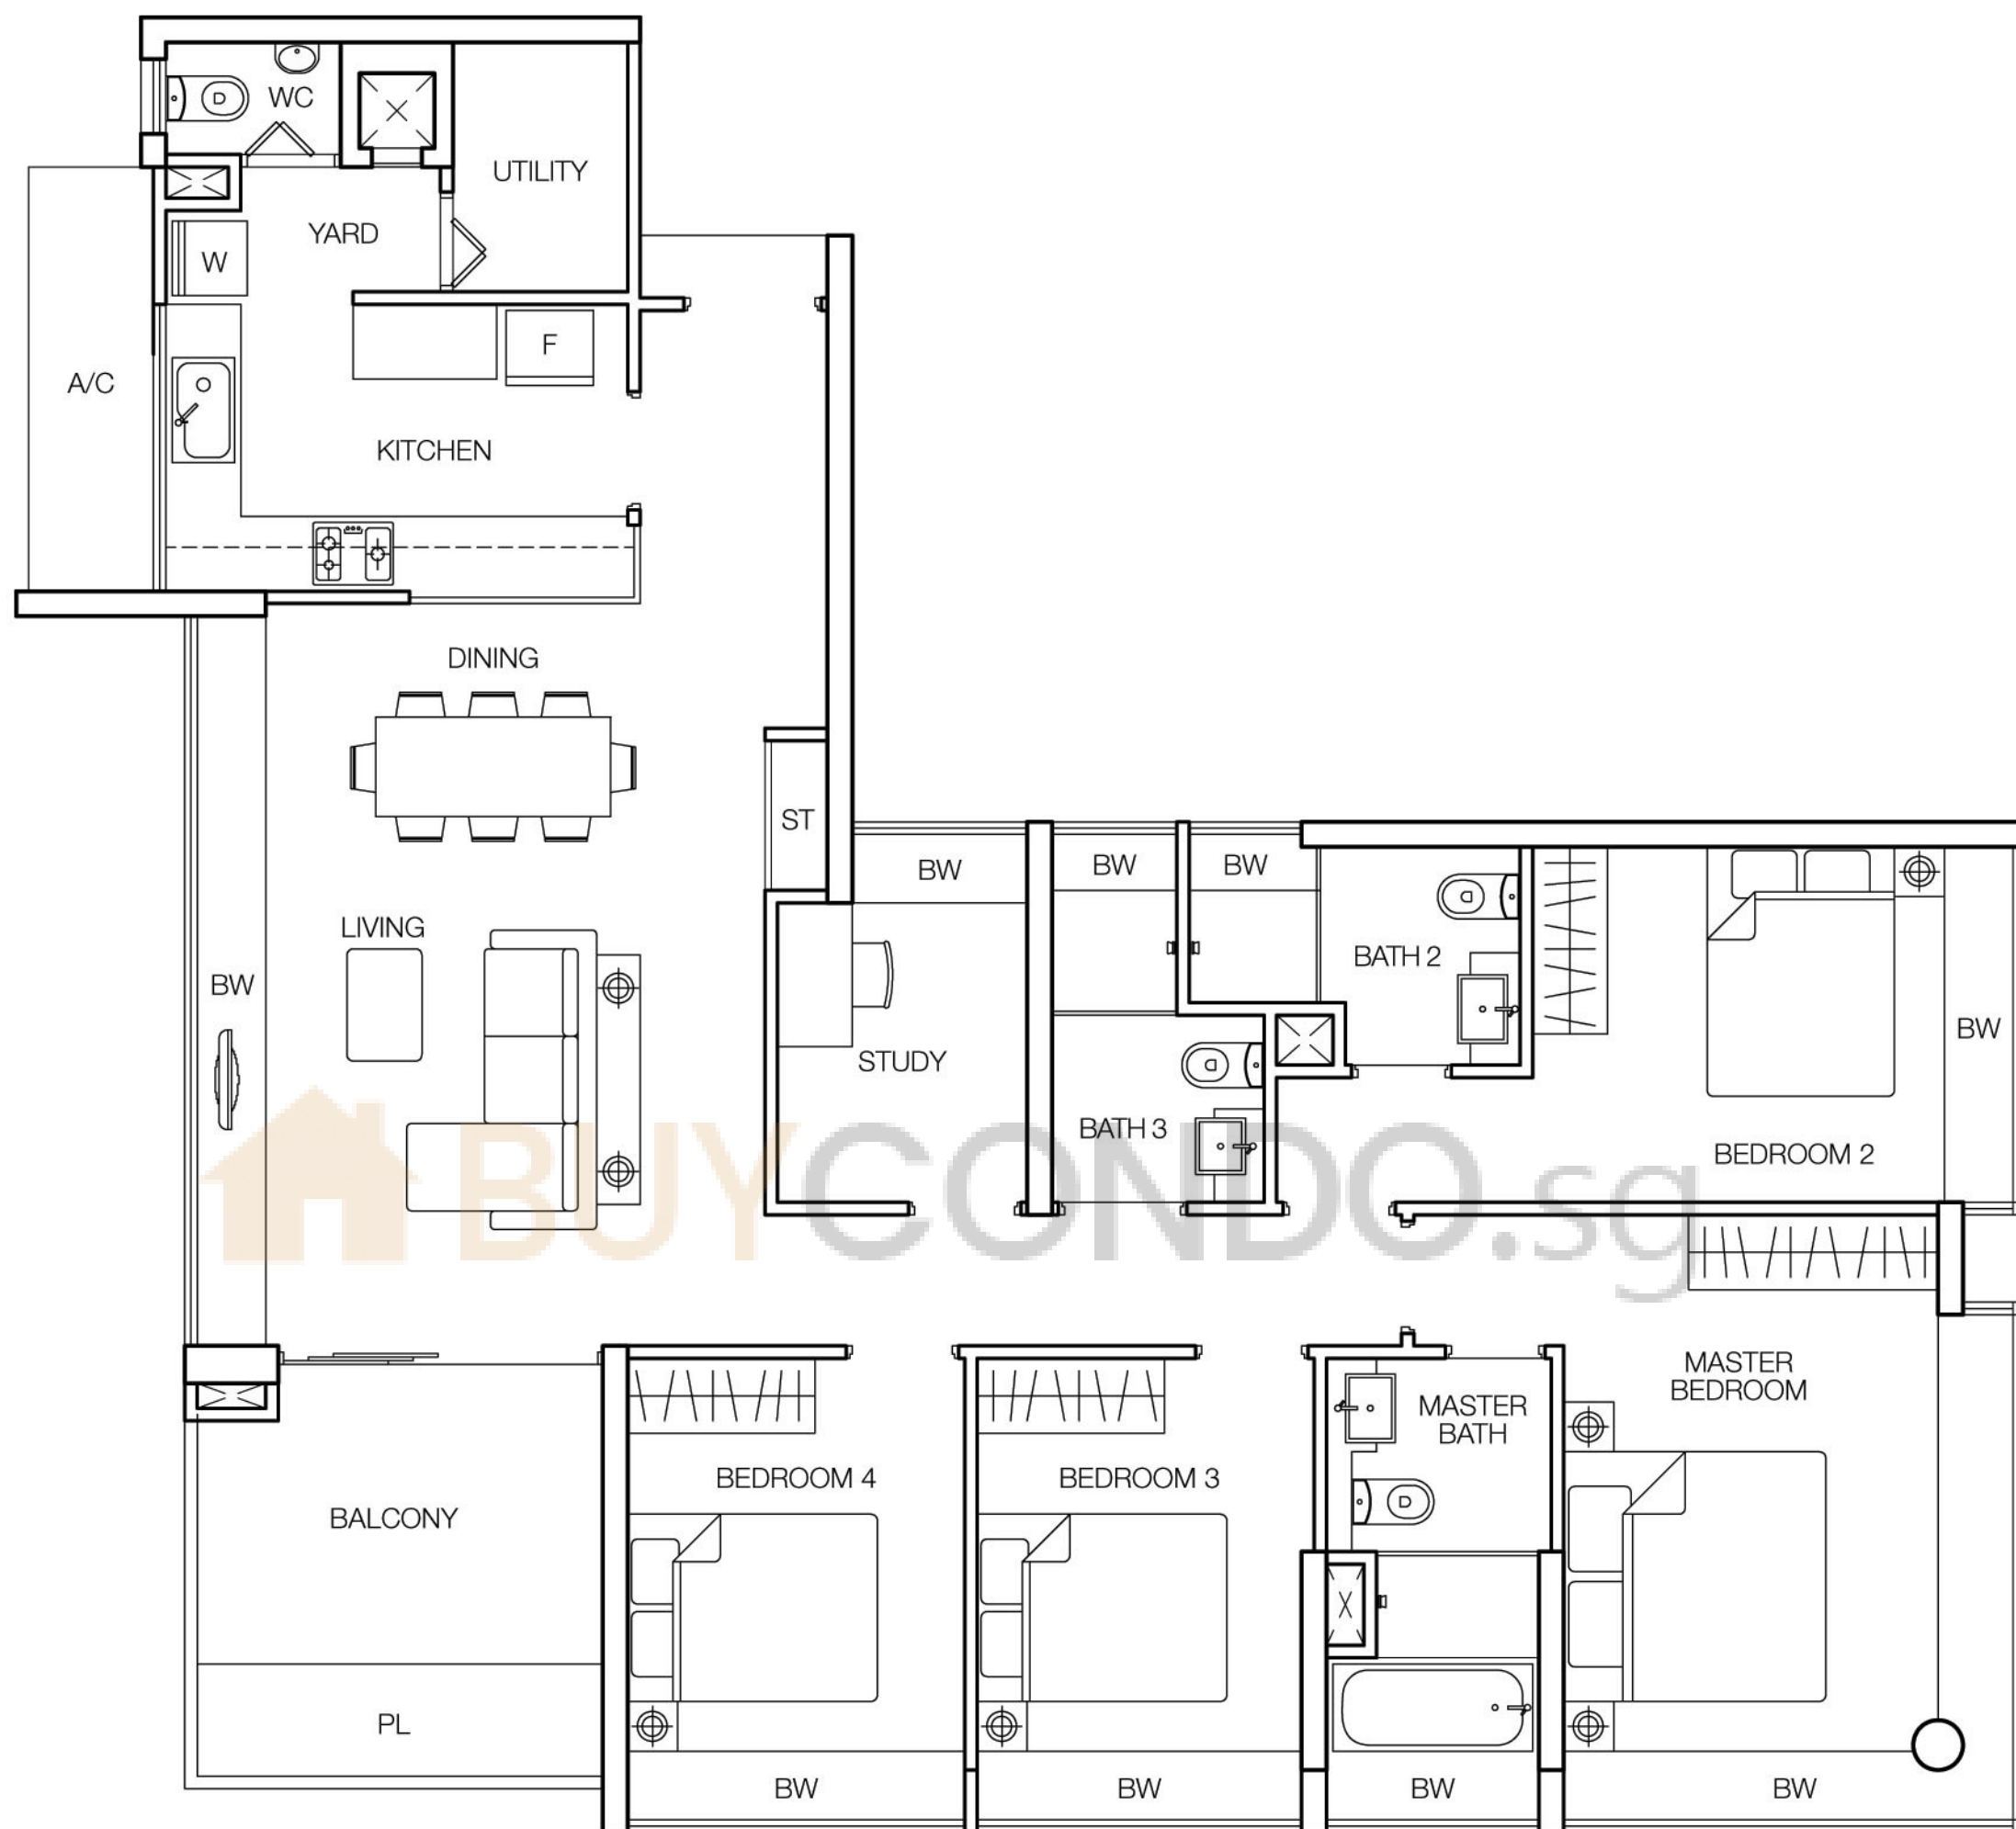 WC
UTILITY
YARD
W
F
A/C
KITCHEN
DINING
ST
BW
BW
BW
LIVING
BATH 2
BW
BW
STUDY
BATH 3
BEDROOM 2
BUYCONDO.sg
MASTER
BEDROOM
MASTER
BATH
BEDROOM 4
BEDROOM 3
BALCONY
PL
BW
BW
BW
BW